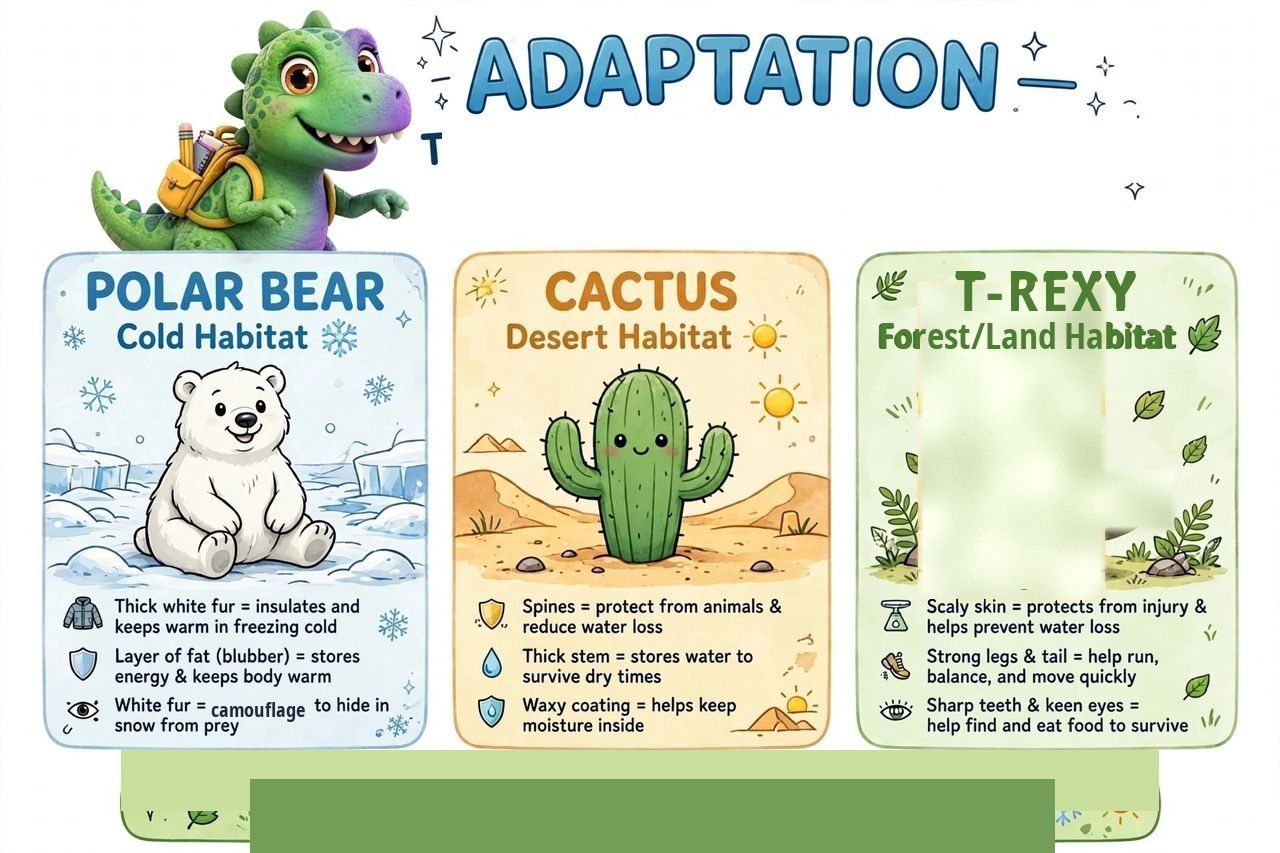 ADAPTATION
T
POLAR BEAR
Cold Habitat
Thick white fur = insulates and
keeps warm in freezing cold
Layer of fat (blubber) = stores
energy & keeps body warm
White fur = camouflage to hide in
snow from prey
CACTUS
Desert Habitat
Spines = protect from animals &
reduce water loss
Thick stem = stores water to
survive dry times
Waxy coating = helps keep
moisture inside
T-REXY
Forest/Land Habitat
Scaly skin = protects from injury &
helps prevent water loss
Strong legs & tail = help run,
balance, and move quickly
Sharp teeth & keen eyes =
help find and eat food to survive